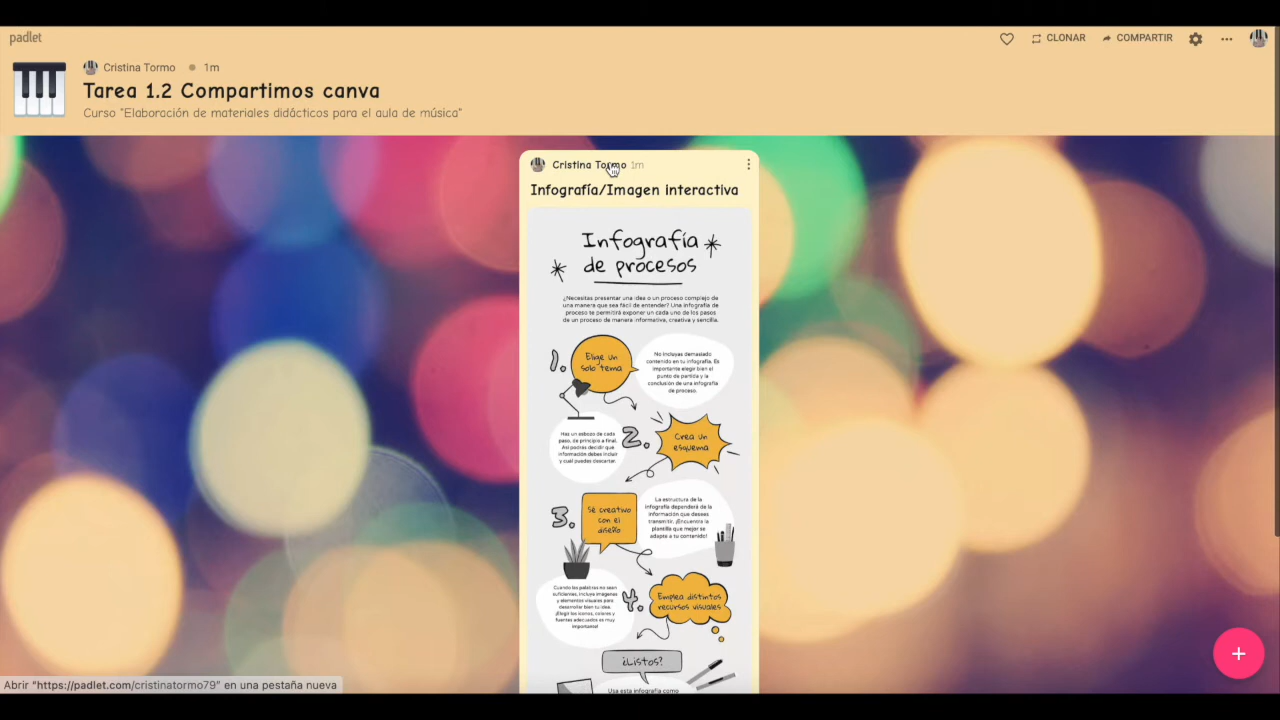 padlet
CLONAR
COMPARTIR
Cristina Tormo
1m
Tarea 1.2 Compartimos canva
Curso "Elaboración de materiales didácticos para el aula de música"
Cristina Tormo 1m
Infografía/Imagen interactiva
Infografía
de procesos
¿Necesitas presentar una idea o un proceso complejo de
una manera que sea fácil de entender? Una infografía de
proceso te permitirá exponer en cada uno de los pasos
de un proceso de manera informativa, creativa y sencilla.
1.
Elige un
solo tema
No incluyas demasiado
contenido en tu infografía. Es
importante elegir bien el
punto de partida y la
conclusión de una infografía
de proceso.
Haz un esbozo de cada
paso, de principio a final.
Así podrás decidir qué
información debes incluir
y cuál puedes descartar.
2.
Crea un
esquema
3.
Sé creativo
con el
diseño
La estructura de la
infografía dependerá de la
información que desees
transmitir. ¡Encuentra la
plantilla que mejor se
adapte a tu contenido!
Cuando las palabras no sean
suficientes, incluye imágenes
y elementos visuales para
desarrollar bien tu idea.
¡Elegir los iconos, colores y
fuentes adecuados es muy
importante!
4.
Emplea distintos
recursos visuales
¿Listos?
Usa esta infografía como
+
Abrir "https://padlet.com/cristinatormo79" en una pestaña nueva